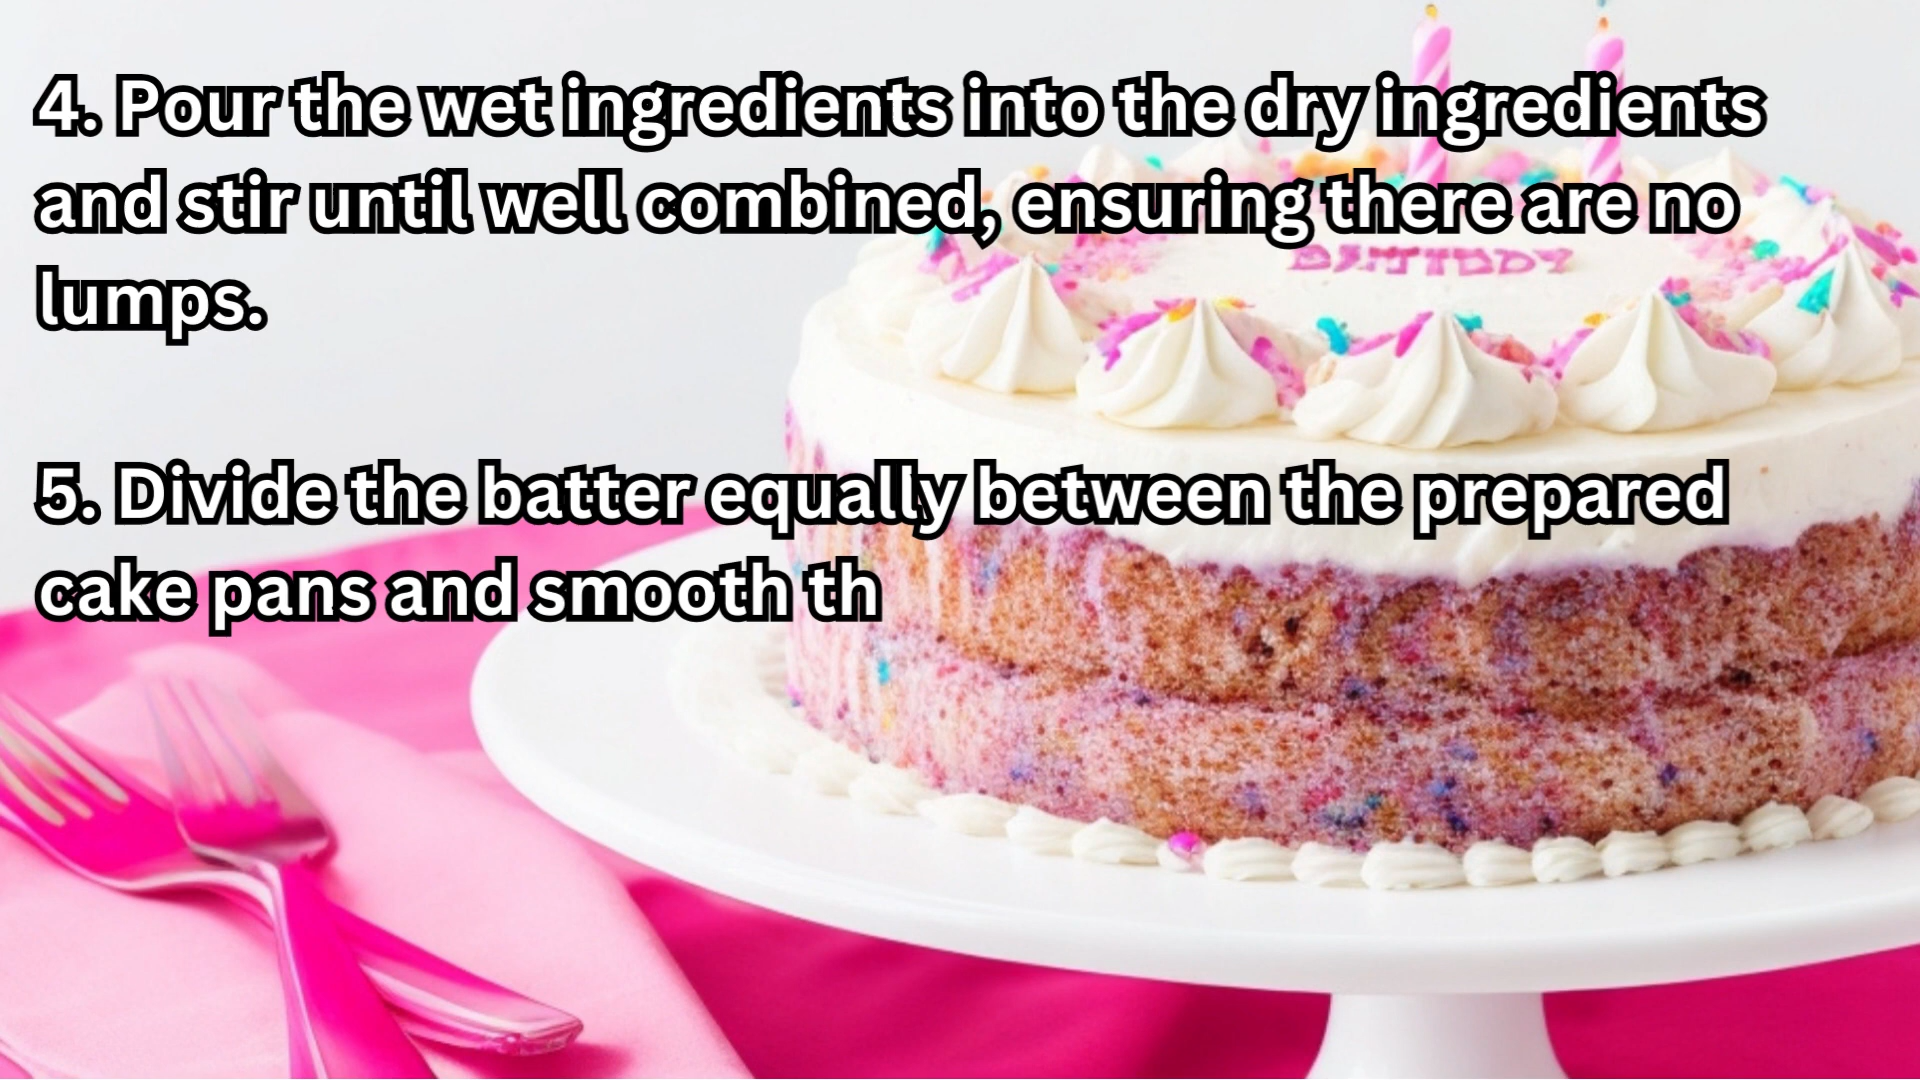 4. Pour the wet ingredients into the dry ingredients
and stir until well combined, ensuring there are no
lumps.
5. Divide the batter equally between the prepared
cake pans and smooth th